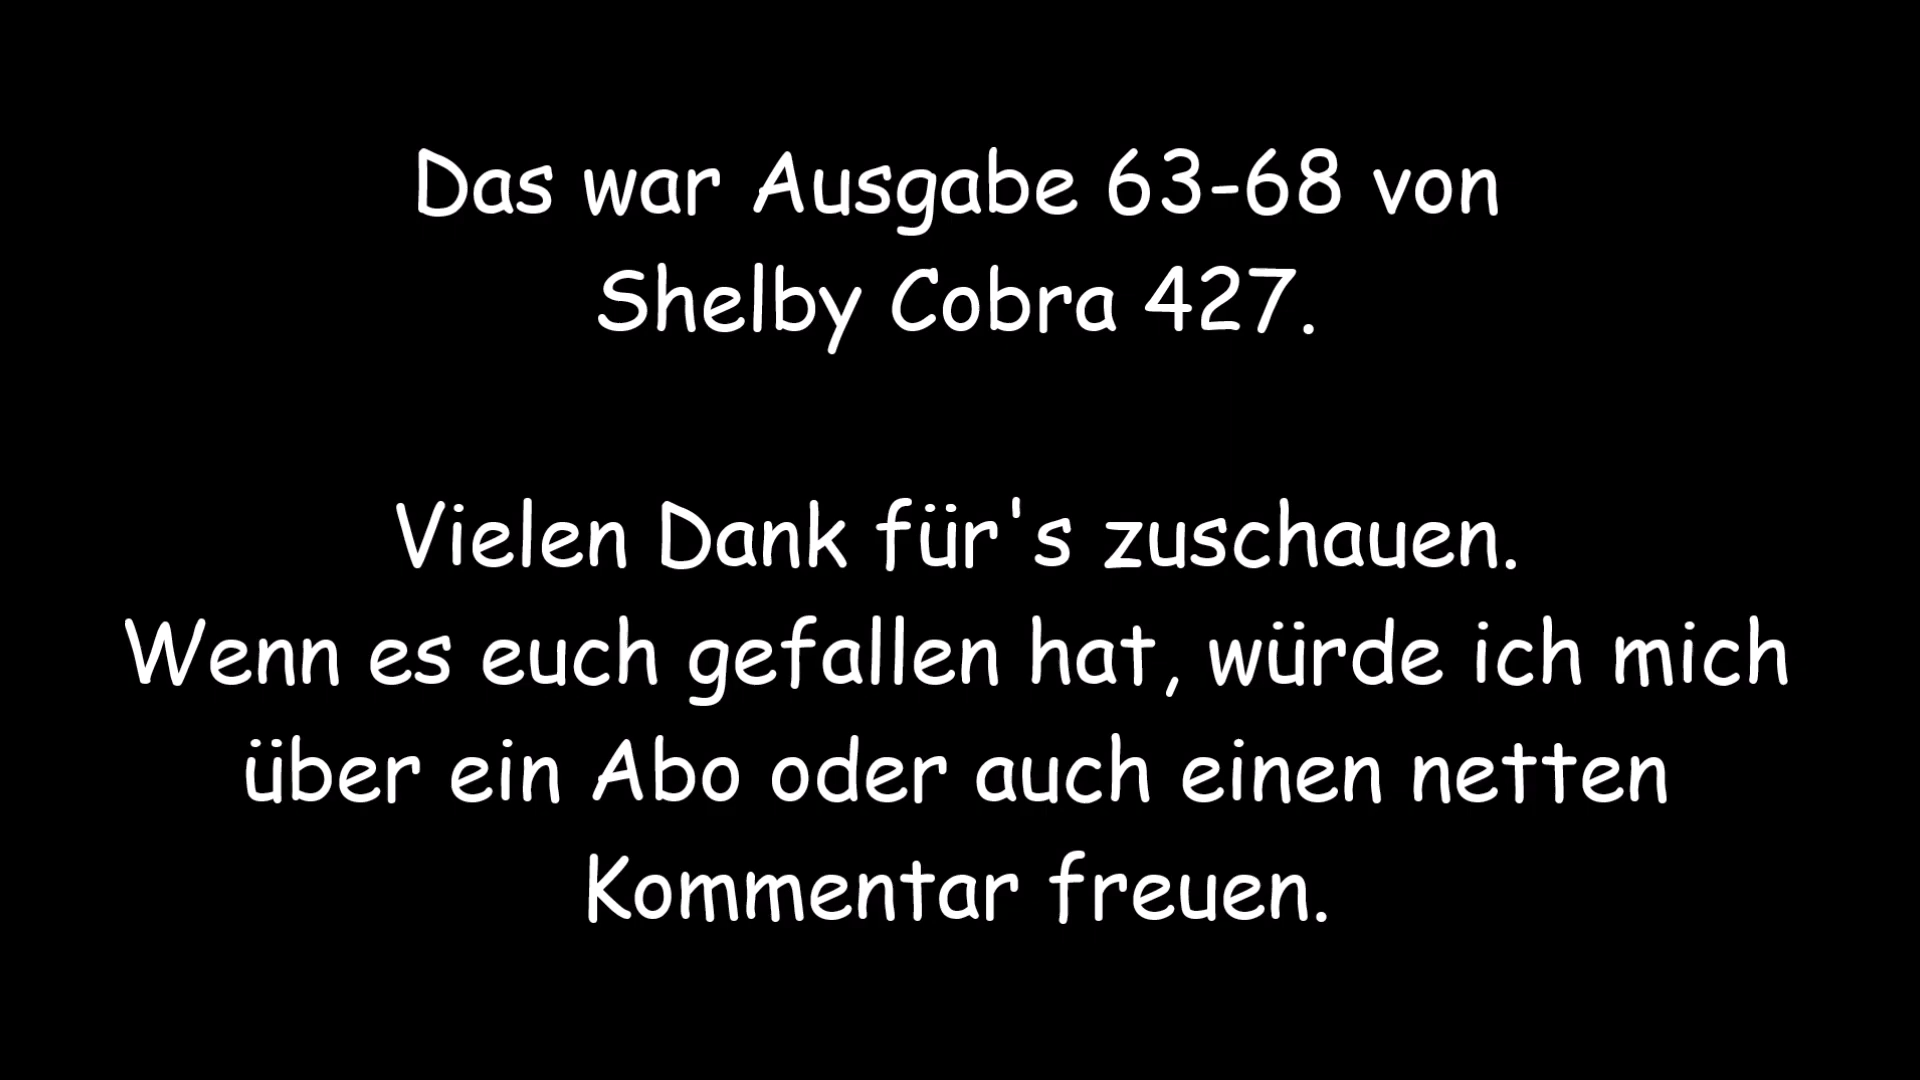 Das war Ausgabe 63-68 von
Shelby Cobra 427.
Vielen Dank für's zuschauen.
Wenn es euch gefallen hat, würde ich mich
über ein Abo oder auch einen netten
Kommentar freuen.